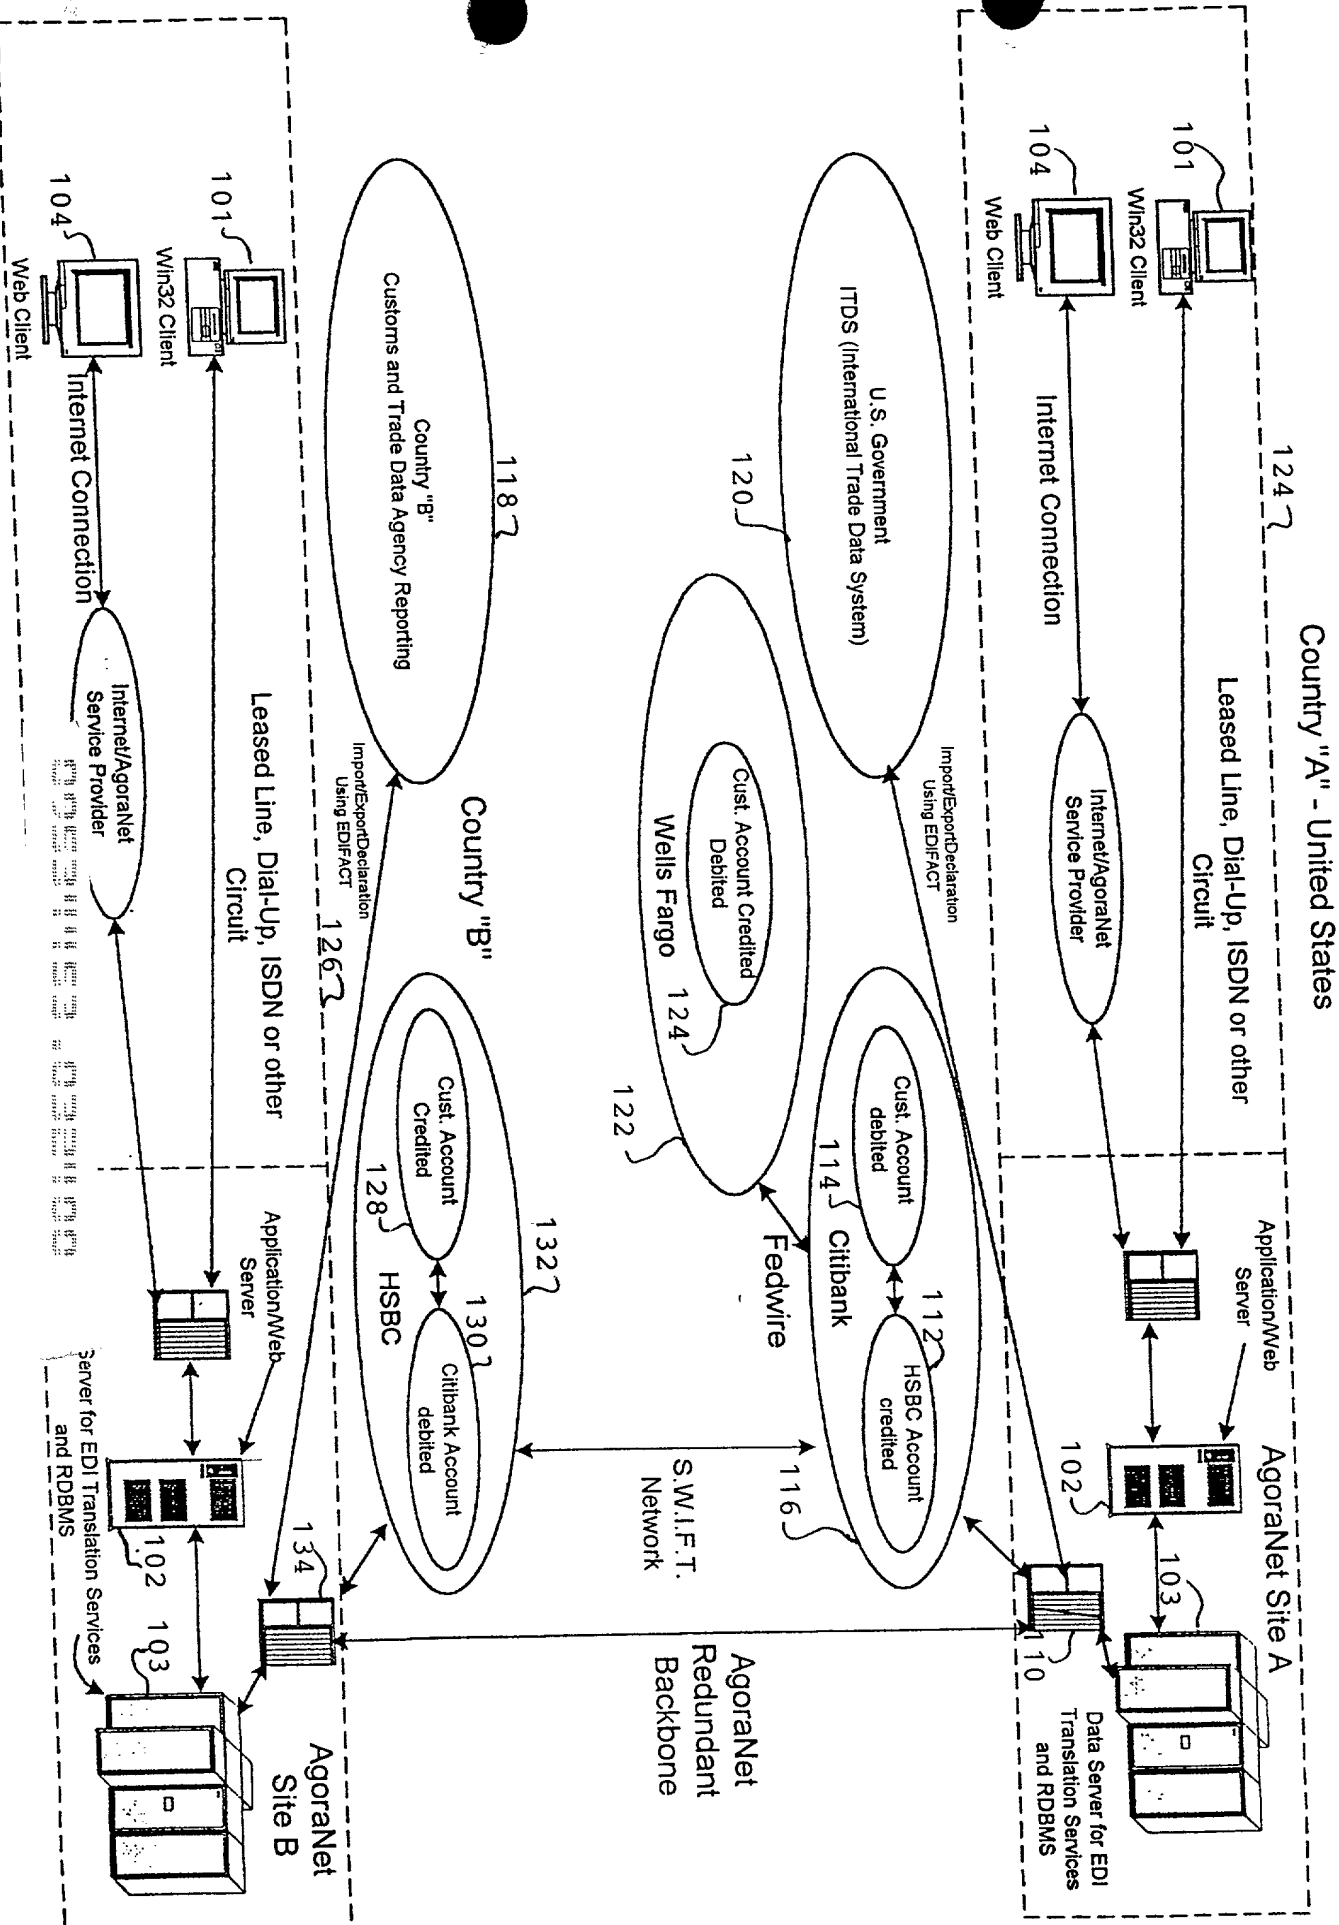 Country "A" - United States
124
101
Win32 Client
104
Web Client
Leased Line, Dial-Up, ISDN or other
Circuit
Internet Connection
Internet/AgoraNet
Service Provider
Application/Web
Server
AgoraNet Site A
102
103
110
Data Server for EDI
Translation Services
and RDBMS
U.S. Government
ITDS (International Trade Data System)
120
Import/ExportDeclaration
Using EDIFACT
Cust. Account
debited
114
HSBC Account
credited
112
Citibank
116
Cust. Account Credited
Debited
124
Wells Fargo
122
Fedwire
S.W.I.F.T.
Network
AgoraNet
Redundant
Backbone
Country "B"
118
Country "B"
Customs and Trade Data Agency Reporting
Import/ExportDeclaration
Using EDIFACT
132
Cust. Account
Credited
128
Citibank Account
debited
130
HSBC
134
126
101
Win32 Client
104
Web Client
Leased Line, Dial-Up, ISDN or other
Circuit
Internet Connection
Internet/AgoraNet
Service Provider
Application/Web
Server
AgoraNet
Site B
102
103
Server for EDI Translation Services
and RDBMS